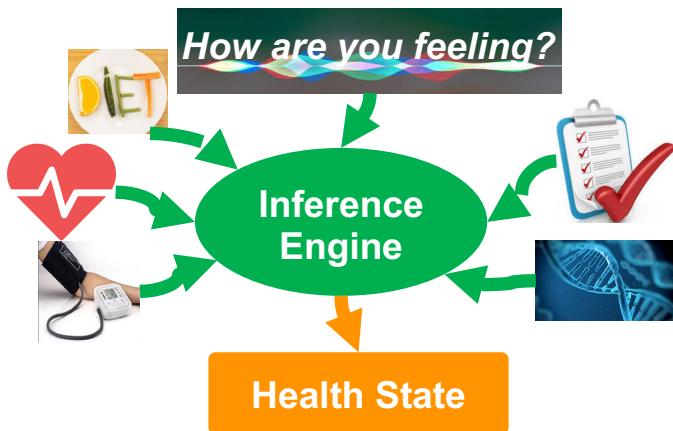 How are you feeling?
DiET
Inference
Engine
Health State